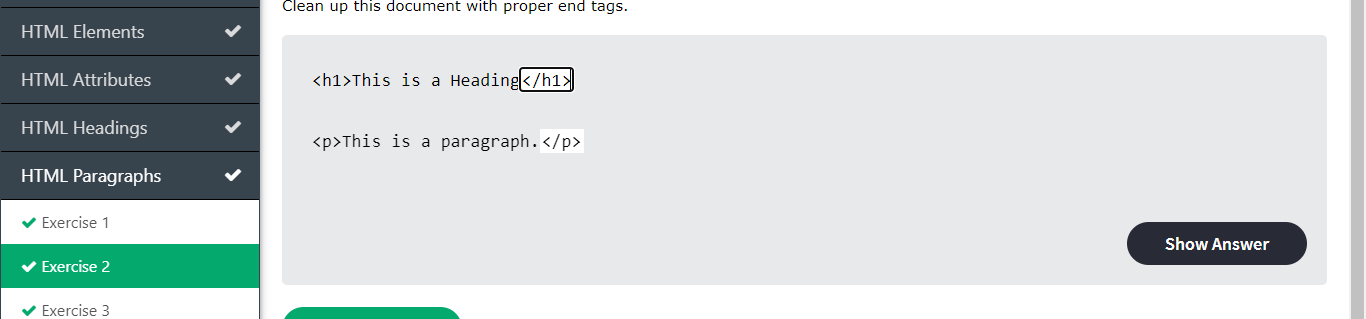 Clean up this document with proper end tags.
HTML Elements
HTML Attributes
HTML Headings
HTML Paragraphs
Exercise 1
Exercise 2
Exercise 3
<h1>This is a Heading</h1>
<p>This is a paragraph.</p>
Show Answer